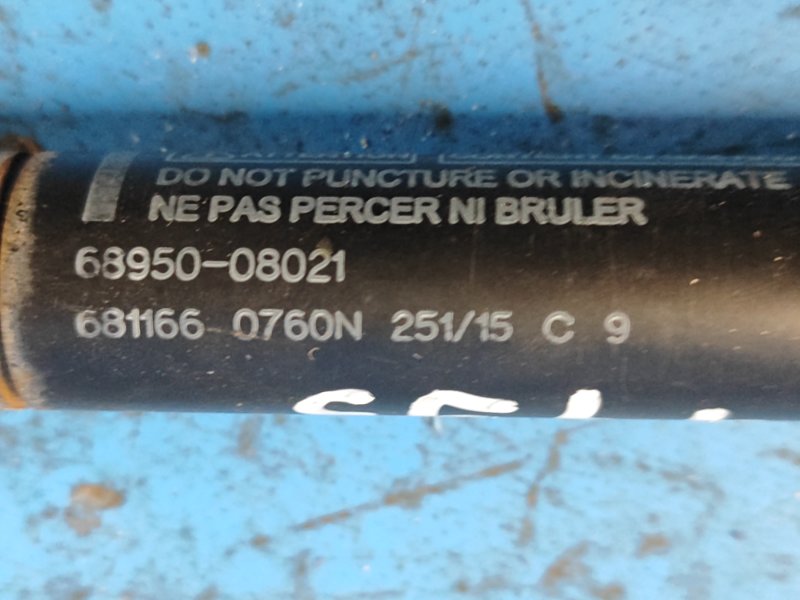 DO NOT PUNCTURE OR INCINERATE
NE PAS PERCER NI BRULER
68950-08021
681166 0760N 251/15 C 9